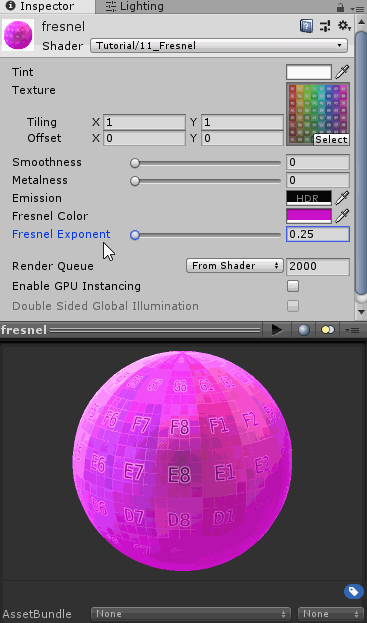 Inspector Lighting
fresnel
Shader Tutorial/11_Fresnel
Tint
Texture
Tiling X 1 Y 1
Offset X 0 Y 0
Select
Smoothness 0
Metalness 0
Emission HDR
Fresnel Color
Fresnel Exponent 0.25
Render Queue From Shader 2000
Enable GPU Instancing
Double Sided Global Illumination
fresnel
G8
F6 F7 F8 F1 F2
E6 E7 E8 E1 E2
D7 D8 D1
AssetBundle None None